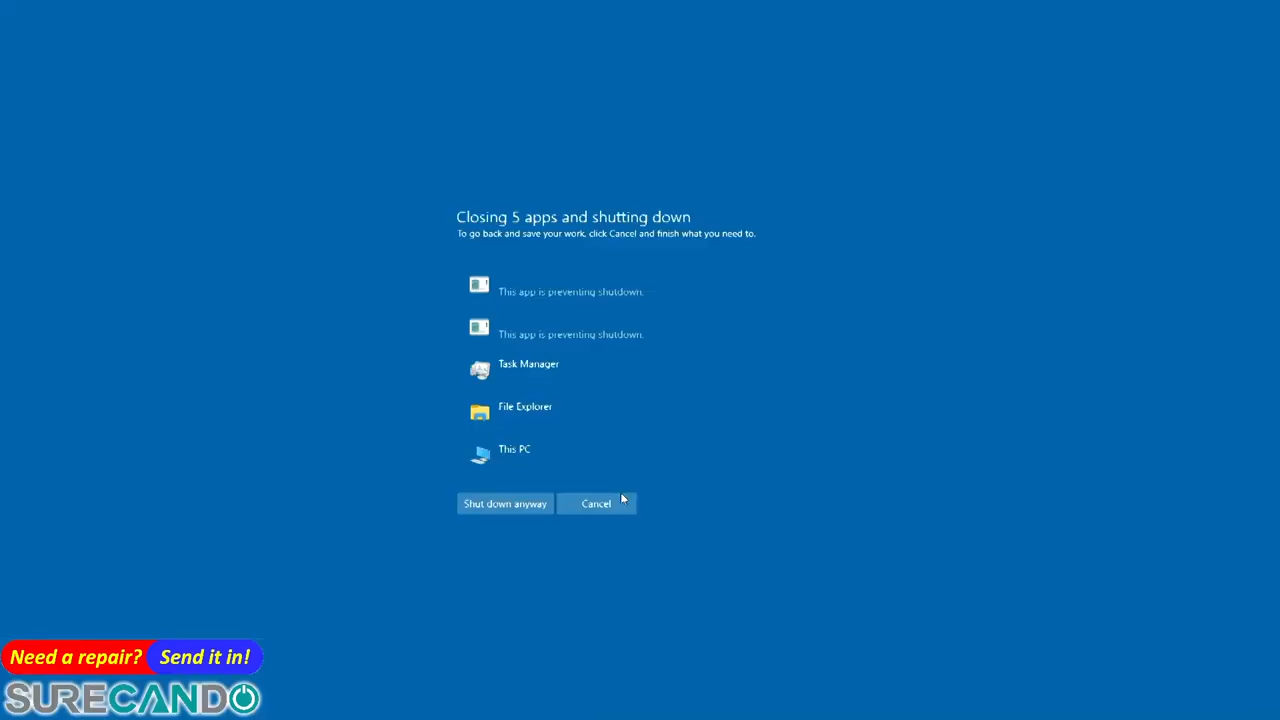 Closing 5 apps and shutting down
To go back and save your work, click Cancel and finish what you need to.
This app is preventing shutdown.
This app is preventing shutdown.
Task Manager
File Explorer
This PC
Shut down anyway
Cancel
Need a repair? Send it in!
SURECANDO